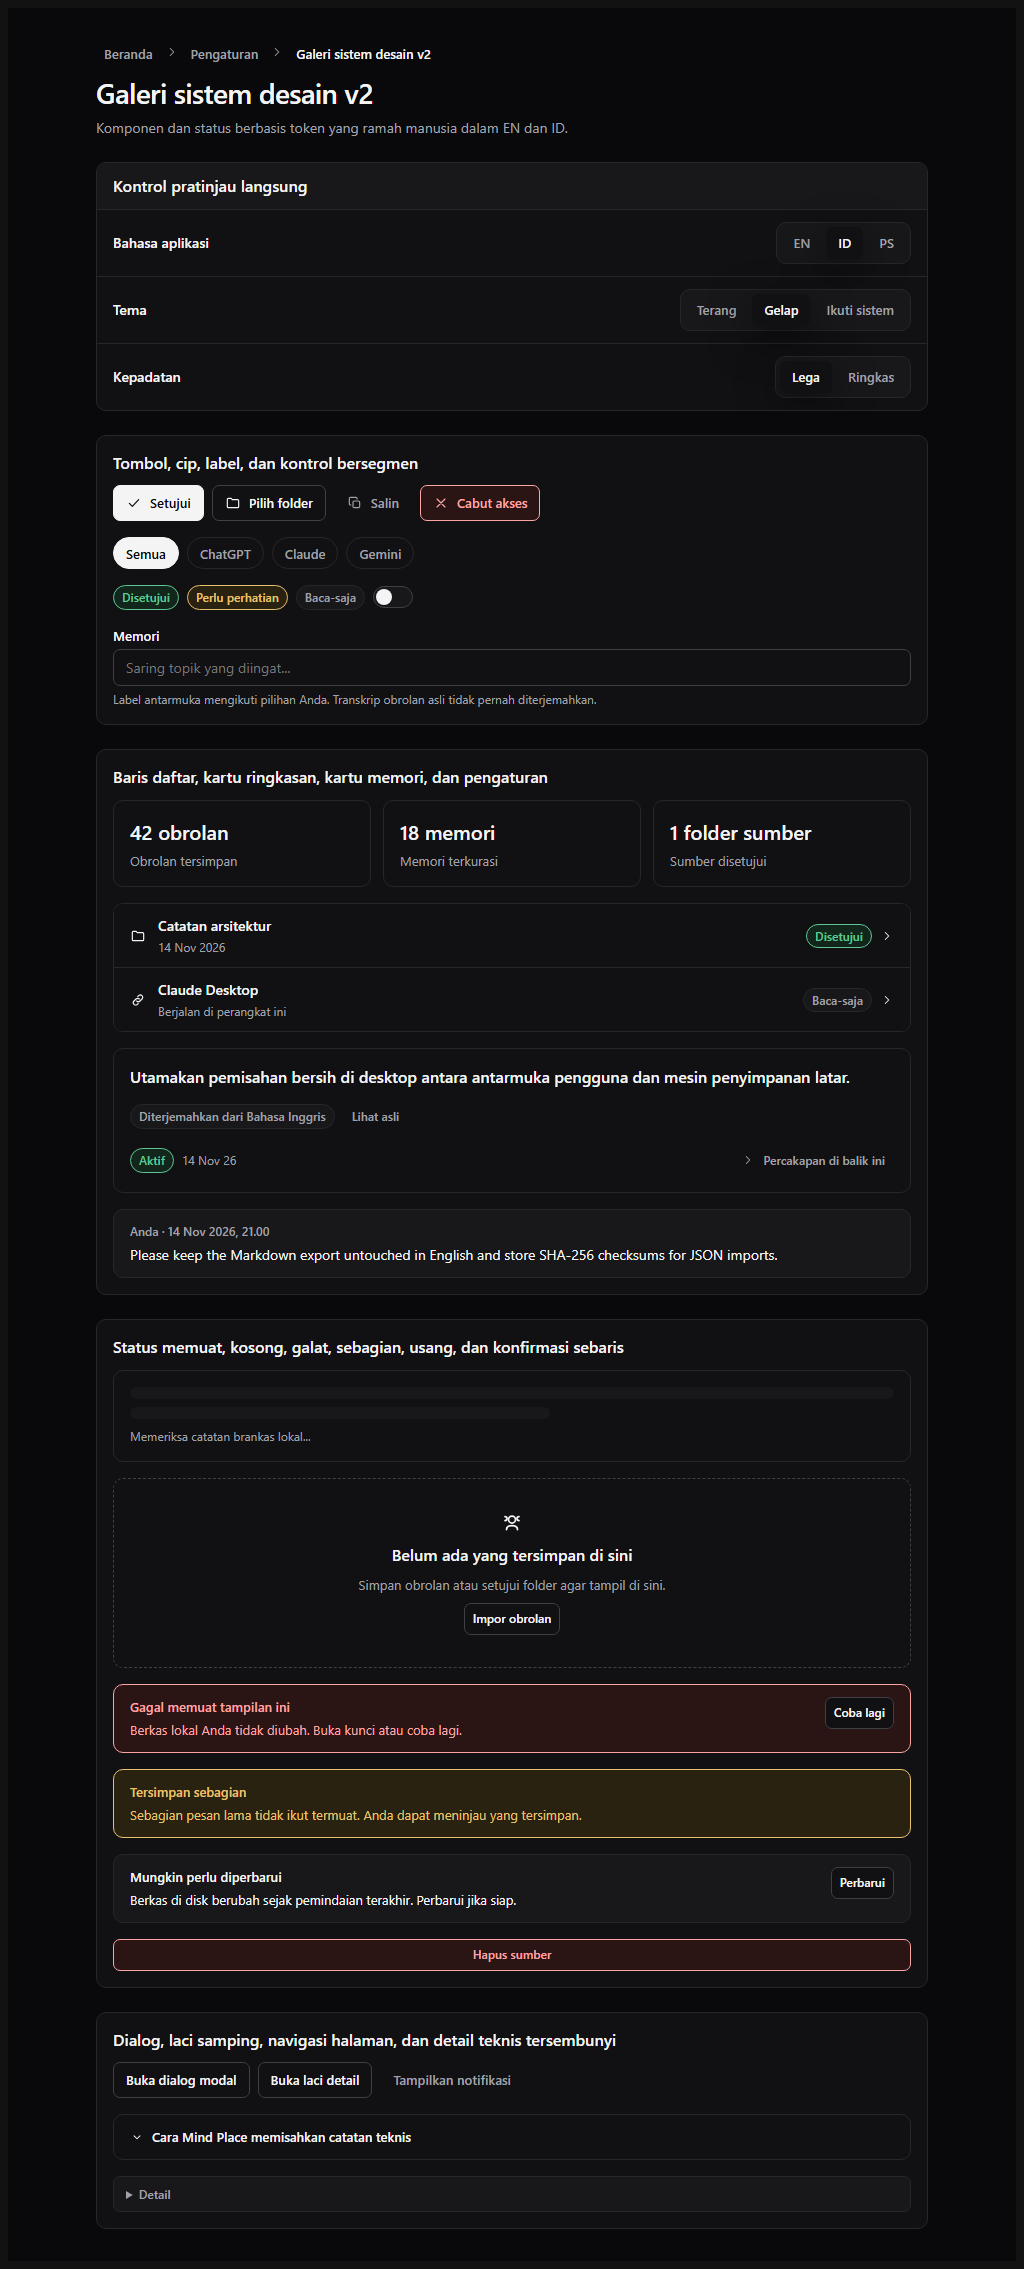 Beranda > Pengaturan > Galeri sistem desain v2
Galeri sistem desain v2
Komponen dan status berbasis token yang ramah manusia dalam EN dan ID.
Kontrol pratinjau langsung
Bahasa aplikasi EN ID PS
Tema Terang Gelap Ikuti sistem
Kepadatan Lega Ringkas
Tombol, cip, label, dan kontrol bersegmen
Setujui Pilih folder Salin Cabut akses
Semua ChatGPT Claude Gemini
Disetujui Perlu perhatian Baca-saja
Memori
Saring topik yang diingat...
Label antarmuka mengikuti pilihan Anda. Transkrip obrolan asli tidak pernah diterjemahkan.
Baris daftar, kartu ringkasan, kartu memori, dan pengaturan
42 obrolan 18 memori 1 folder sumber
Obrolan tersimpan Memori terkurasi Sumber disetujui
Catatan arsitektur
14 Nov 2026
Disetujui
Claude Desktop
Berjalan di perangkat ini
Baca-saja
Utamakan pemisahan bersih di desktop antara antarmuka pengguna dan mesin penyimpanan latar.
Diterjemahkan dari Bahasa Inggris Lihat asli
Aktif 14 Nov 26 Percakapan di balik ini
Anda · 14 Nov 2026, 21.00
Please keep the Markdown export untouched in English and store SHA-256 checksums for JSON imports.
Status memuat, kosong, galat, sebagian, usang, dan konfirmasi sebaris
Memeriksa catatan brankas lokal...
Belum ada yang tersimpan di sini
Simpan obrolan atau setujui folder agar tampil di sini.
Impor obrolan
Gagal memuat tampilan ini
Berkas lokal Anda tidak diubah. Buka kunci atau coba lagi.
Coba lagi
Tersimpan sebagian
Sebagian pesan lama tidak ikut termuat. Anda dapat meninjau yang tersimpan.
Mungkin perlu diperbarui
Berkas di disk berubah sejak pemindaian terakhir. Perbarui jika siap.
Perbarui
Hapus sumber
Dialog, laci samping, navigasi halaman, dan detail teknis tersembunyi
Buka dialog modal Buka laci detail Tampilkan notifikasi
Cara Mind Place memisahkan catatan teknis
Detail